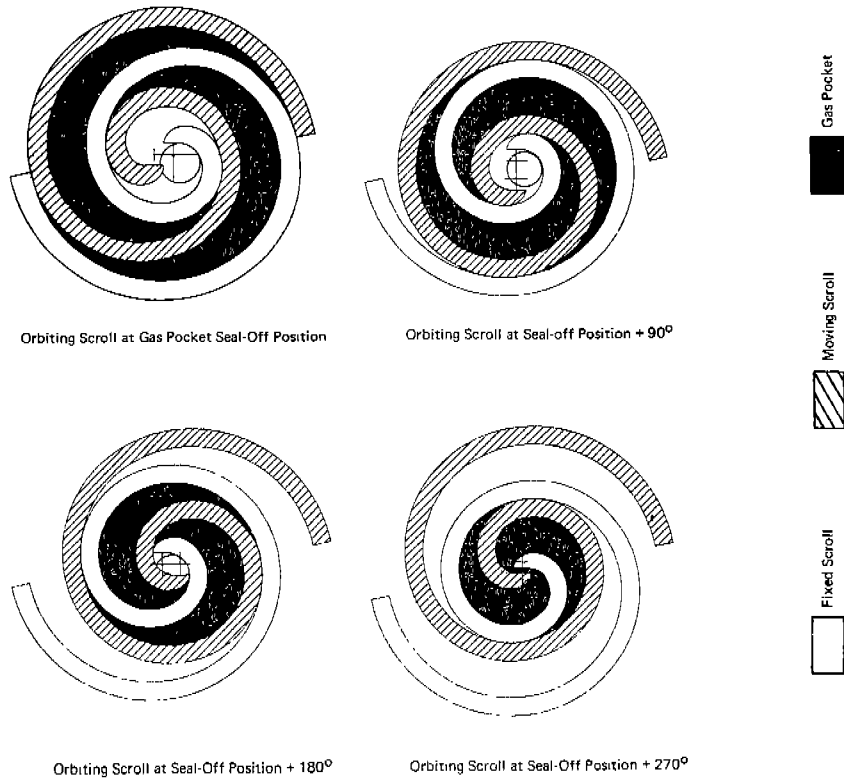 Orbiting Scroll at Gas Pocket Seal-Off Position
Orbiting Scroll at Seal-off Position + 90°
Orbiting Scroll at Seal-Off Position + 180°
Orbiting Scroll at Seal-Off Position + 270°
Gas Pocket
Moving Scroll
Fixed Scroll